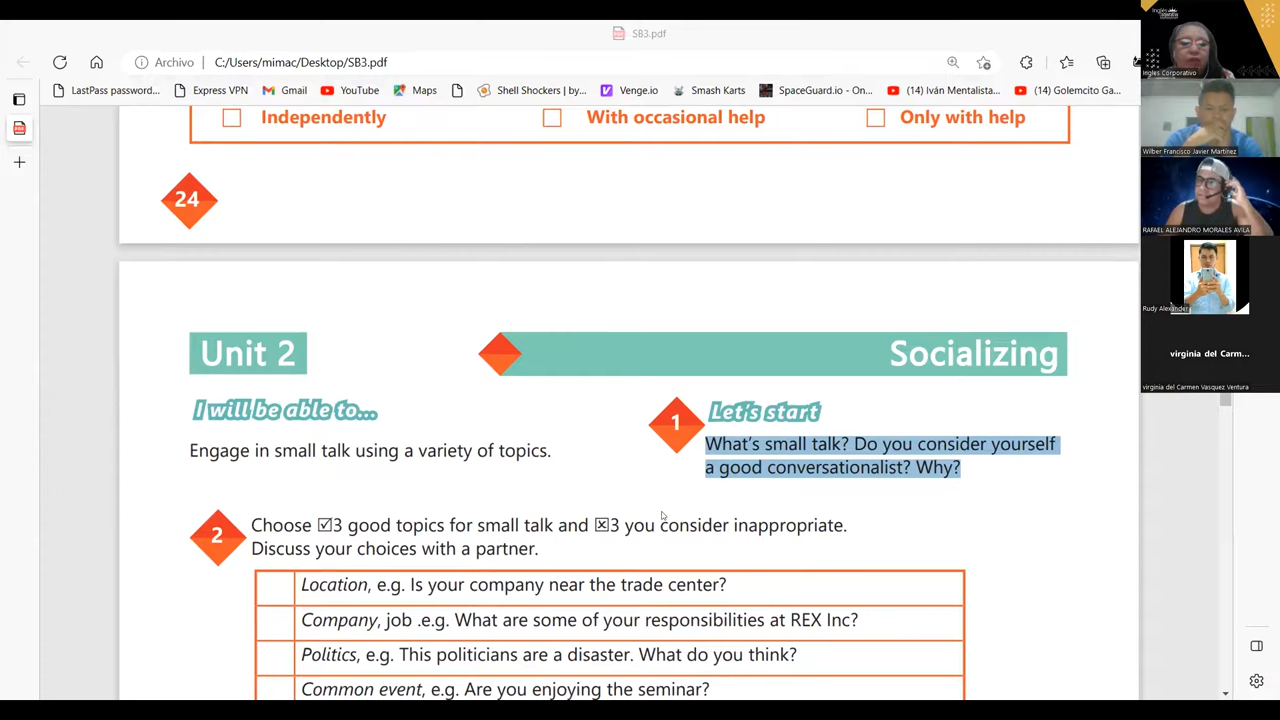 SB3.pdf
Archivo C:/Users/mimac/Desktop/SB3.pdf
LastPass password... Express VPN Gmail YouTube Maps Shell Shockers | by... Venge.io Smash Karts SpaceGuard.io - On... (14) Iván Mentalista... (14) Golemcito Ga...
Independently With occasional help Only with help
24
Unit 2 Socializing
I will be able to...
Engage in small talk using a variety of topics.
1 Let's start
What's small talk? Do you consider yourself
a good conversationalist? Why?
2 Choose ☑3 good topics for small talk and ☒3 you consider inappropriate.
Discuss your choices with a partner.
Location, e.g. Is your company near the trade center?
Company, job .e.g. What are some of your responsibilities at REX Inc?
Politics, e.g. This politicians are a disaster. What do you think?
Common event, e.g. Are you enjoying the seminar?
Ingles Corporativo
Wilber Francisco Javier Martínez
RAFAEL ALEJANDRO MORALES AVILA
Rudy Alexander
virginia del Carm...
virginia del Carmen Vasquez Ventura